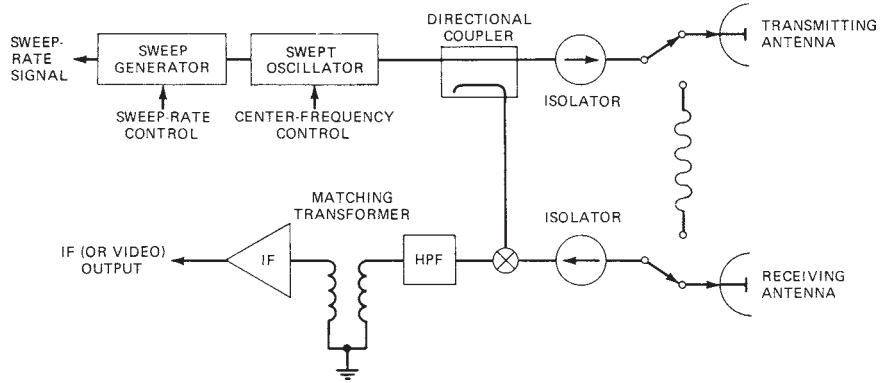 SWEEP-
RATE
SIGNAL
SWEEP
GENERATOR
SWEPT
OSCILLATOR
DIRECTIONAL
COUPLER
ISOLATOR
TRANSMITTING
ANTENNA
SWEEP-RATE
CONTROL
CENTER-FREQUENCY
CONTROL
MATCHING
TRANSFORMER
ISOLATOR
IF (OR VIDEO)
OUTPUT
IF
HPF
RECEIVING
ANTENNA